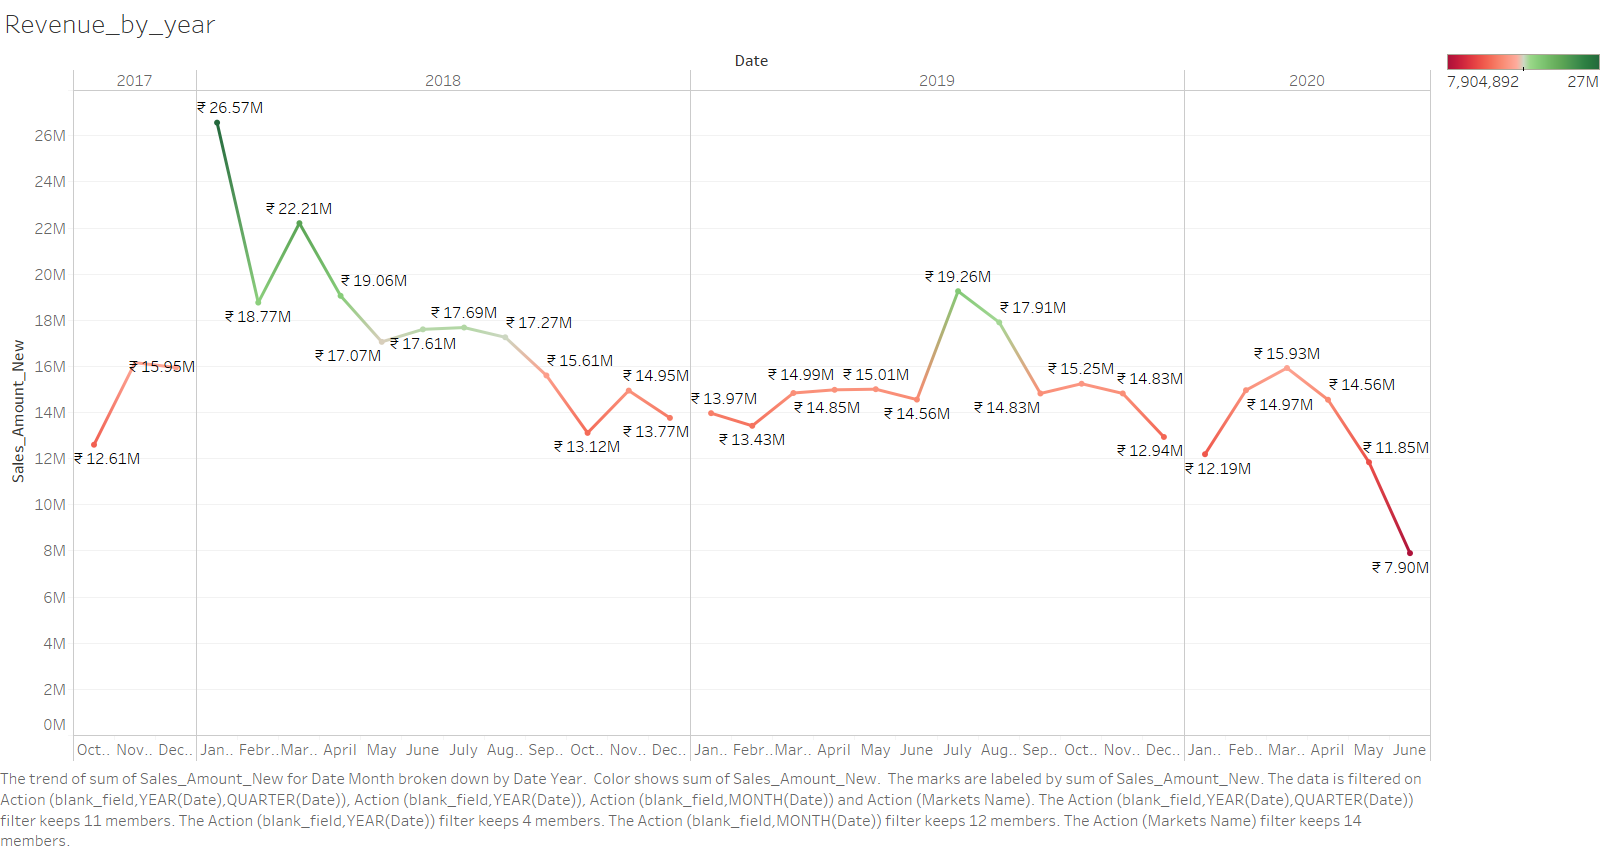 Revenue_by_year
Date
2017 2018 2019 2020
7,904,892 27M
Sales_Amount_New
26M
24M
22M
20M
18M
16M
14M
12M
10M
8M
6M
4M
2M
0M
₹ 12.61M
₹ 15.95M
₹ 26.57M
₹ 18.77M
₹ 22.21M
₹ 19.06M
₹ 17.07M
₹ 17.61M
₹ 17.69M
₹ 17.27M
₹ 15.61M
₹ 13.12M
₹ 14.95M
₹ 13.77M
₹ 13.97M
₹ 13.43M
₹ 14.99M
₹ 14.85M
₹ 15.01M
₹ 14.56M
₹ 19.26M
₹ 17.91M
₹ 14.83M
₹ 15.25M
₹ 14.83M
₹ 12.94M
₹ 12.19M
₹ 14.97M
₹ 15.93M
₹ 14.56M
₹ 11.85M
₹ 7.90M
Oct.. Nov.. Dec.. Jan.. Febr.. Mar.. April May June July Aug.. Sep.. Oct.. Nov.. Dec.. Jan.. Febr.. Mar.. April May June July Aug.. Sep.. Oct.. Nov.. Dec.. Jan.. Feb.. Mar.. April May June
The trend of sum of Sales_Amount_New for Date Month broken down by Date Year.  Color shows sum of Sales_Amount_New.  The marks are labeled by sum of Sales_Amount_New. The data is filtered on
Action (blank_field,YEAR(Date),QUARTER(Date)), Action (blank_field,YEAR(Date)), Action (blank_field,MONTH(Date)) and Action (Markets Name). The Action (blank_field,YEAR(Date),QUARTER(Date))
filter keeps 11 members. The Action (blank_field,YEAR(Date)) filter keeps 4 members. The Action (blank_field,MONTH(Date)) filter keeps 12 members. The Action (Markets Name) filter keeps 14
members.